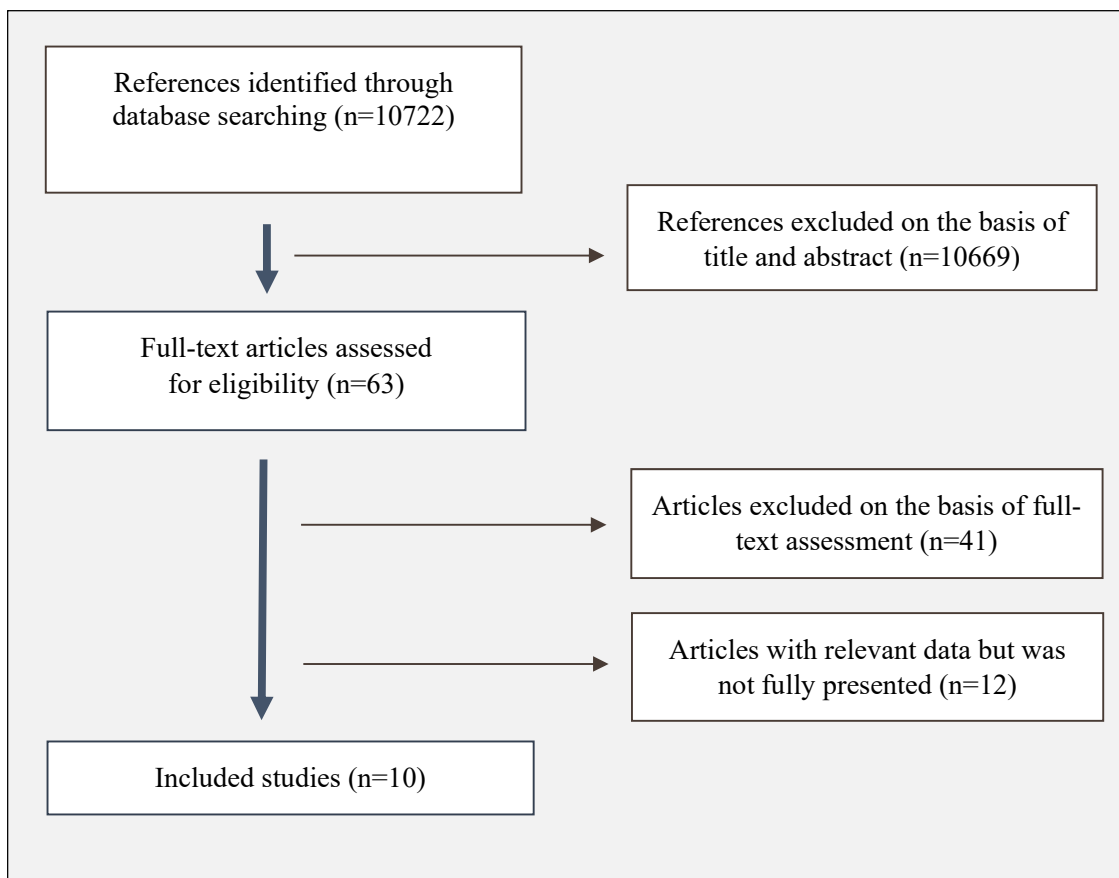 References identified through
database searching (n=10722)
References excluded on the basis of
title and abstract (n=10669)
Full-text articles assessed
for eligibility (n=63)
Articles excluded on the basis of full-
text assessment (n=41)
Articles with relevant data but was
not fully presented (n=12)
Included studies (n=10)